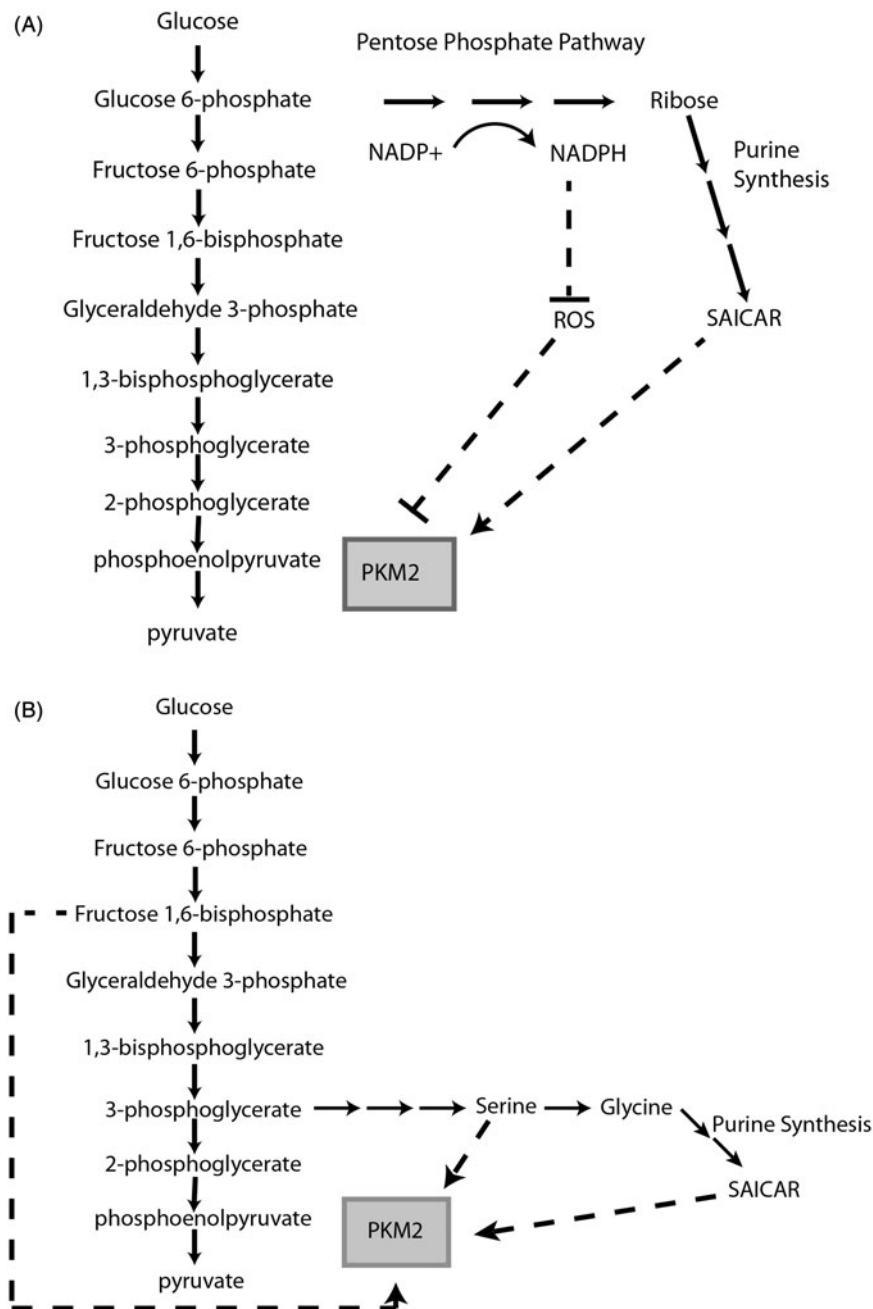 (A)
Glucose
Pentose Phosphate Pathway
Glucose 6-phosphate
Ribose
NADP+
NADPH
Purine
Synthesis
Fructose 6-phosphate
Fructose 1,6-bisphosphate
Glyceraldehyde 3-phosphate
ROS
SAICAR
1,3-bisphosphoglycerate
3-phosphoglycerate
2-phosphoglycerate
phosphoenolpyruvate
PKM2
pyruvate
(B)
Glucose
Glucose 6-phosphate
Fructose 6-phosphate
Fructose 1,6-bisphosphate
Glyceraldehyde 3-phosphate
1,3-bisphosphoglycerate
3-phosphoglycerate
Serine
Glycine
Purine Synthesis
2-phosphoglycerate
SAICAR
phosphoenolpyruvate
PKM2
pyruvate